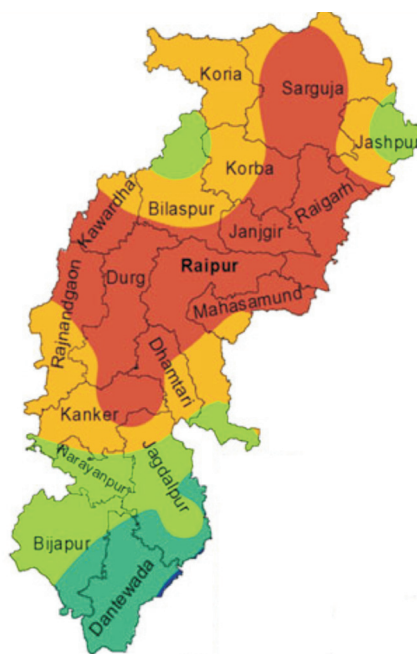 Koria
Sarguja
Jashpur
Korba
Kawardha
Bilaspur
Raigarh
Janjgir
Raipur
Durg
Rajnandgaon
Mahasamund
Dhamtari
Kanker
Narayanpur
Jagdalpur
Bijapur
Dantewada